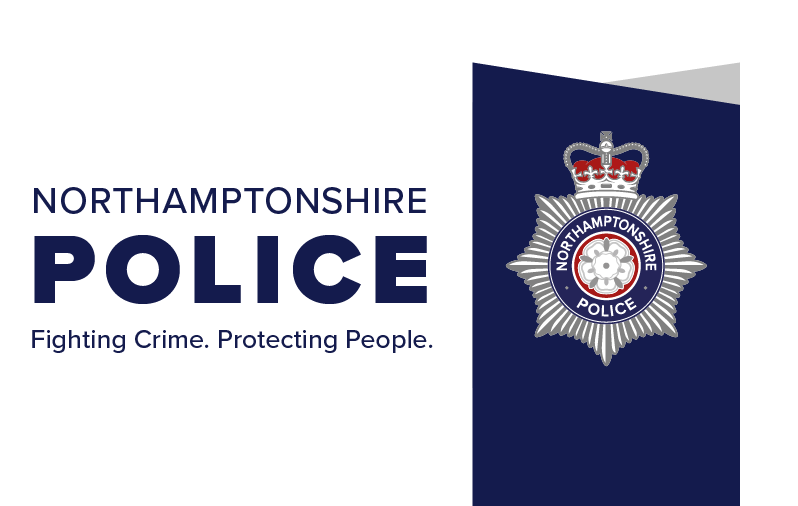 NORTHAMPTONSHIRE
POLICE
Fighting Crime. Protecting People.
NORTHAMPTONSHIRE
POLICE